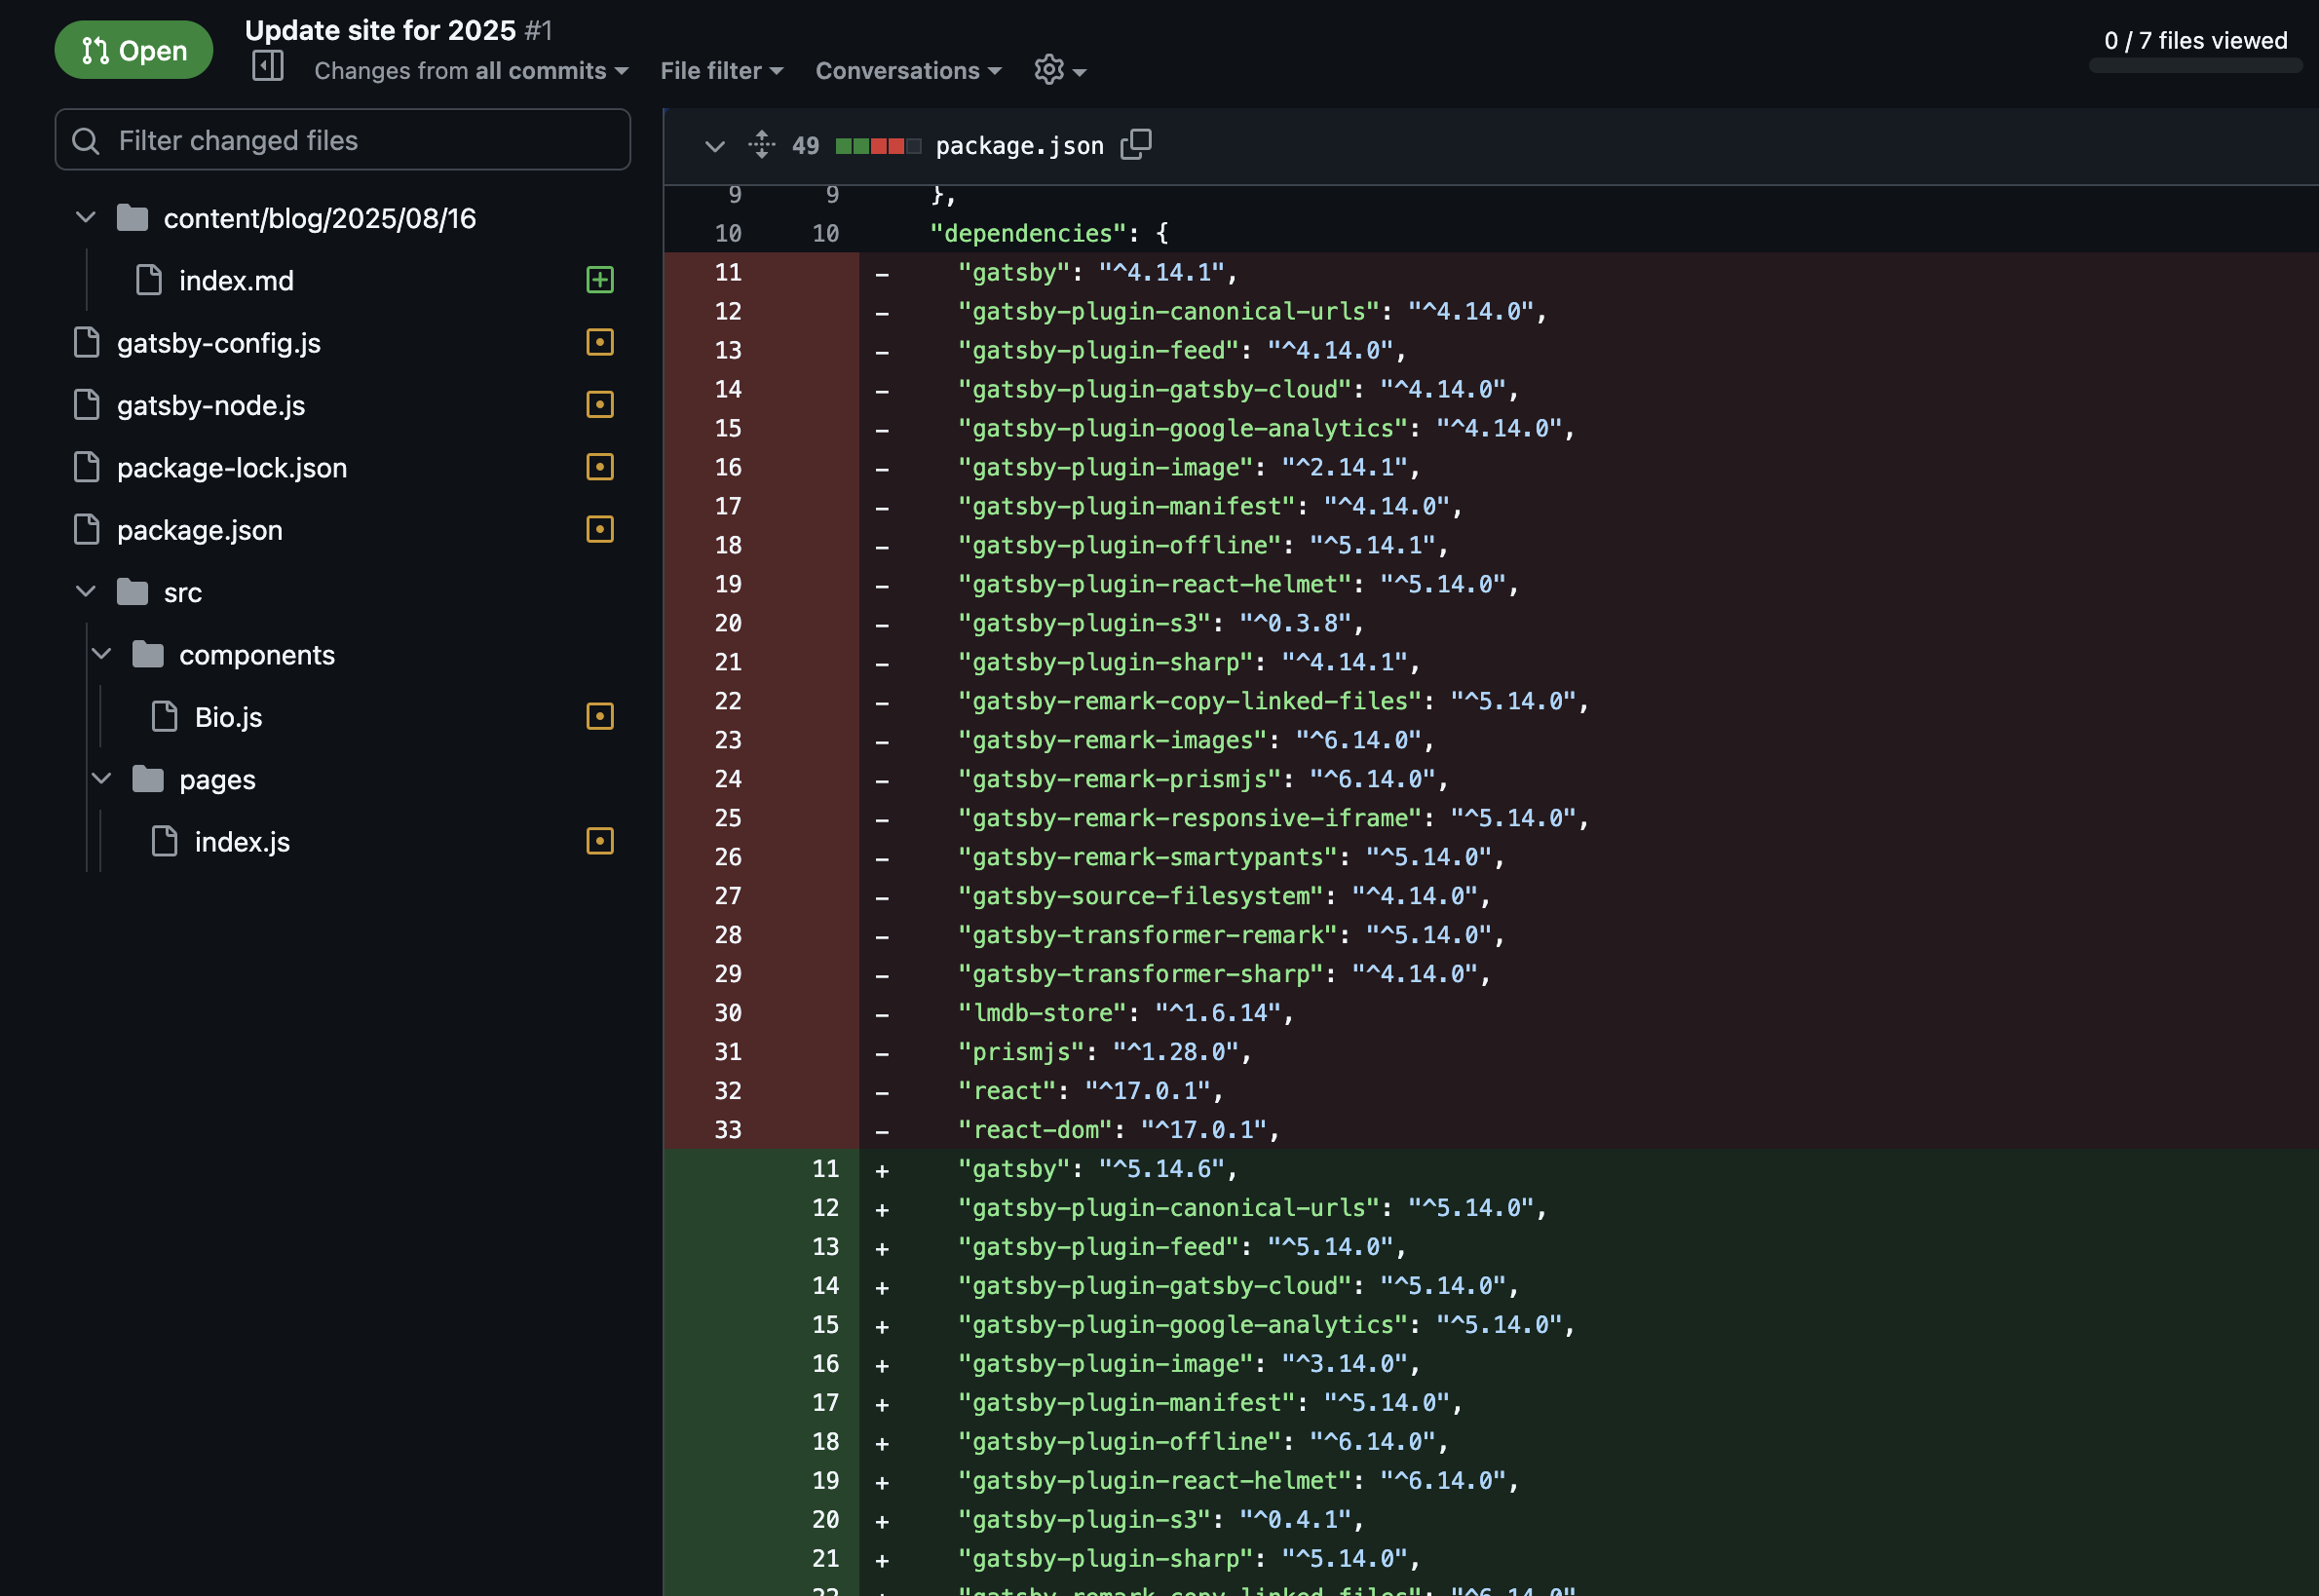 Open
Update site for 2025 #1
Changes from all commits
File filter
Conversations
0 / 7 files viewed
Filter changed files
content/blog/2025/08/16
index.md
gatsby-config.js
gatsby-node.js
package-lock.json
package.json
src
components
Bio.js
pages
index.js
49 package.json
9 9 },
10 10 "dependencies": {
11 - "gatsby": "^4.14.1",
12 - "gatsby-plugin-canonical-urls": "^4.14.0",
13 - "gatsby-plugin-feed": "^4.14.0",
14 - "gatsby-plugin-gatsby-cloud": "^4.14.0",
15 - "gatsby-plugin-google-analytics": "^4.14.0",
16 - "gatsby-plugin-image": "^2.14.1",
17 - "gatsby-plugin-manifest": "^4.14.0",
18 - "gatsby-plugin-offline": "^5.14.1",
19 - "gatsby-plugin-react-helmet": "^5.14.0",
20 - "gatsby-plugin-s3": "^0.3.8",
21 - "gatsby-plugin-sharp": "^4.14.1",
22 - "gatsby-remark-copy-linked-files": "^5.14.0",
23 - "gatsby-remark-images": "^6.14.0",
24 - "gatsby-remark-prismjs": "^6.14.0",
25 - "gatsby-remark-responsive-iframe": "^5.14.0",
26 - "gatsby-remark-smartypants": "^5.14.0",
27 - "gatsby-source-filesystem": "^4.14.0",
28 - "gatsby-transformer-remark": "^5.14.0",
29 - "gatsby-transformer-sharp": "^4.14.0",
30 - "lmdb-store": "^1.6.14",
31 - "prismjs": "^1.28.0",
32 - "react": "^17.0.1",
33 - "react-dom": "^17.0.1",
11 + "gatsby": "^5.14.6",
12 + "gatsby-plugin-canonical-urls": "^5.14.0",
13 + "gatsby-plugin-feed": "^5.14.0",
14 + "gatsby-plugin-gatsby-cloud": "^5.14.0",
15 + "gatsby-plugin-google-analytics": "^5.14.0",
16 + "gatsby-plugin-image": "^3.14.0",
17 + "gatsby-plugin-manifest": "^5.14.0",
18 + "gatsby-plugin-offline": "^6.14.0",
19 + "gatsby-plugin-react-helmet": "^6.14.0",
20 + "gatsby-plugin-s3": "^0.4.1",
21 + "gatsby-plugin-sharp": "^5.14.0",
22 + "gatsby-remark-copy-linked-files": "^6.14.0"